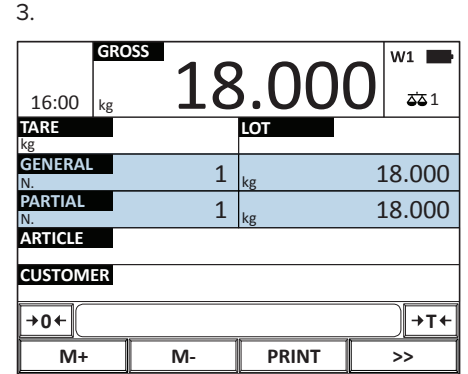 3.
GROSS
16:00 kg 18.000 W1
1
TARE LOT
kg
GENERAL
N. 1 kg 18.000
PARTIAL
N. 1 kg 18.000
ARTICLE
CUSTOMER
→0← →T←
M+ M- PRINT >>